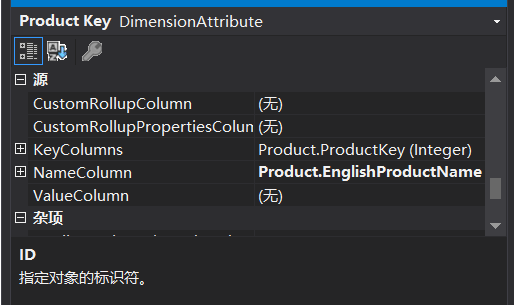 Product Key DimensionAttribute
源
CustomRollupColumn (无)
CustomRollupPropertiesColun (无)
KeyColumns Product.ProductKey (Integer)
NameColumn Product.EnglishProductName
ValueColumn (无)
杂项
ID
指定对象的标识符。